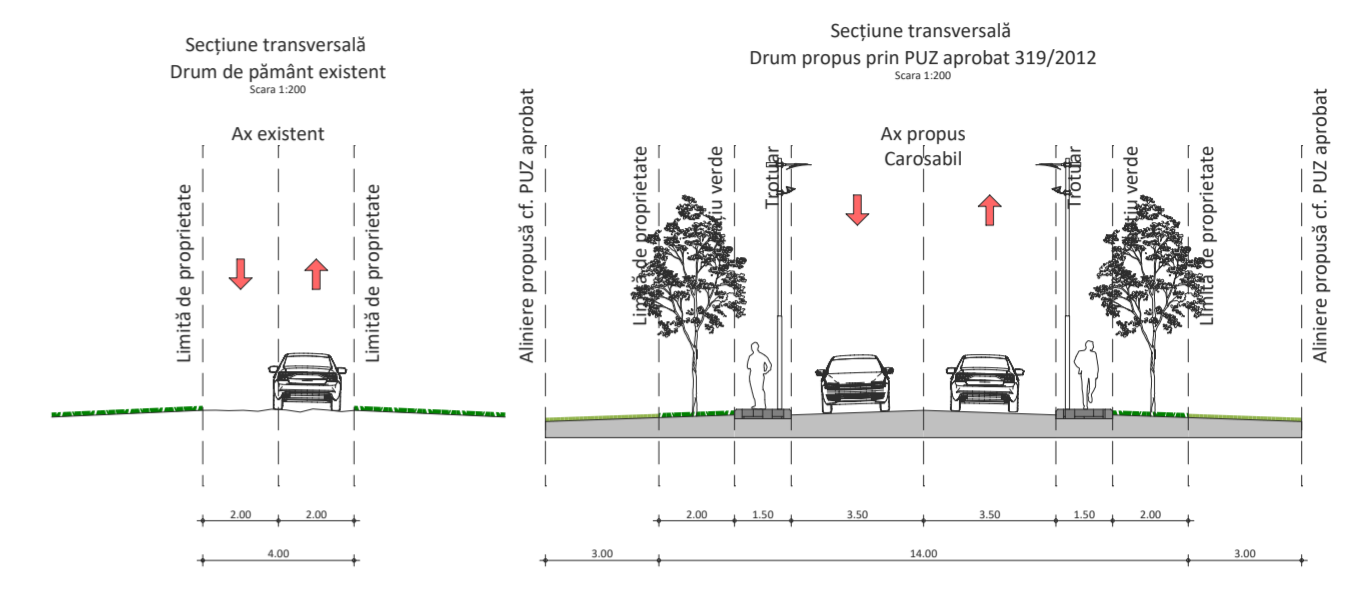 Secțiune transversală
Drum de pământ existent
Scara 1:200
Ax existent
Limită de proprietate
Limită de proprietate
2.00
2.00
4.00
Secțiune transversală
Drum propus prin PUZ aprobat 319/2012
Scara 1:200
Ax propus
Carosabil
Aliniere propusă cf. PUZ aprobat
Limită de proprietate
verde
Trotuar
Trotuar
verde
Limită de proprietate
Aliniere propusă cf. PUZ aprobat
2.00
1.50
3.50
3.50
1.50
2.00
3.00
14.00
3.00